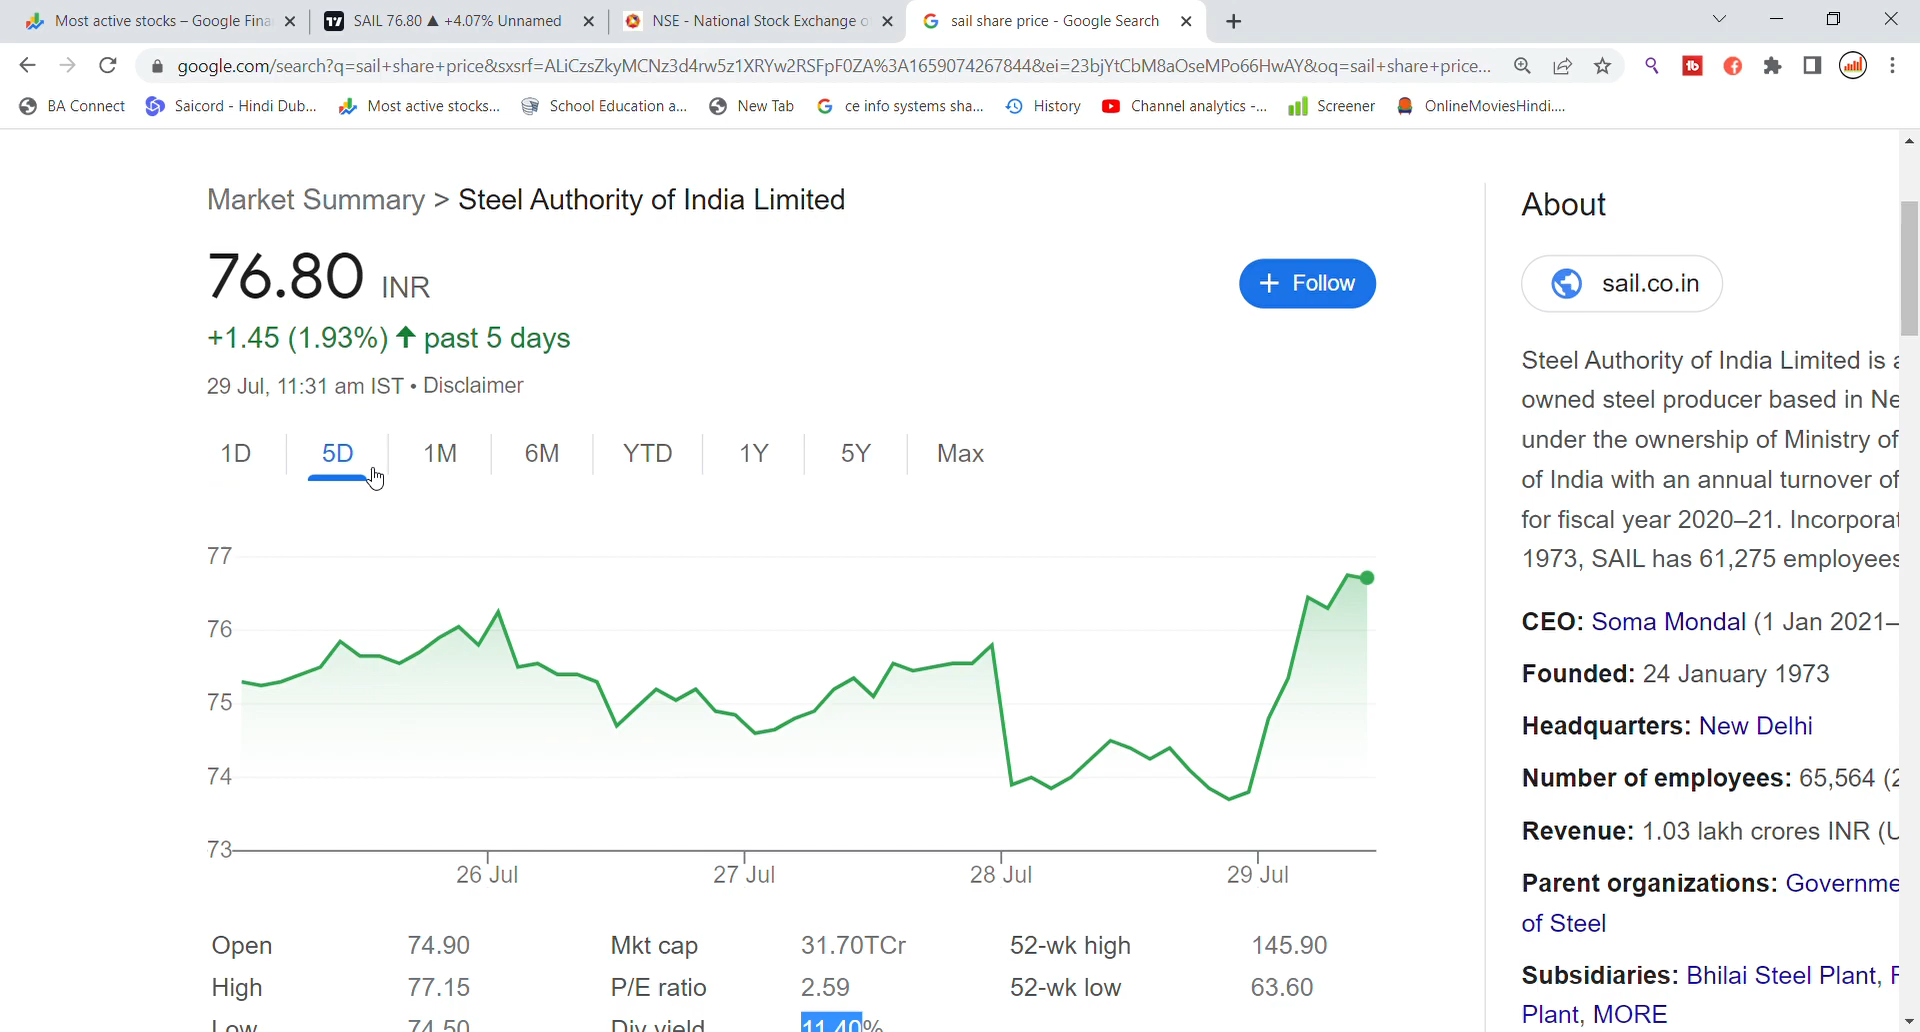 Most active stocks – Google Fina
SAIL 76.80 ▲ +4.07% Unnamed
NSE - National Stock Exchange o
sail share price - Google Search
google.com/search?q=sail+share+price&sxsrf=ALiCzsZkyMCNz3d4rw5z1XRYw2RSFpF0ZA%3A1659074267844&ei=23bjYtCbM8aOseMPo66HwAY&oq=sail+share+price...
BA Connect
Saicord - Hindi Dub...
Most active stocks...
School Education a...
New Tab
ce info systems sha...
History
Channel analytics -...
Screener
OnlineMoviesHindi....
Market Summary > Steel Authority of India Limited
76.80 INR
+ Follow
+1.45 (1.93%) ↑ past 5 days
29 Jul, 11:31 am IST • Disclaimer
1D 5D 1M 6M YTD 1Y 5Y Max
77
76
75
74
73
26 Jul 27 Jul 28 Jul 29 Jul
Open 74.90 Mkt cap 31.70TCr 52-wk high 145.90
High 77.15 P/E ratio 2.59 52-wk low 63.60
Low 74.50 Div yield 11.40%
About
sail.co.in
Steel Authority of India Limited is a
owned steel producer based in Ne
under the ownership of Ministry of
of India with an annual turnover of
for fiscal year 2020–21. Incorporat
1973, SAIL has 61,275 employees
CEO: Soma Mondal (1 Jan 2021–
Founded: 24 January 1973
Headquarters: New Delhi
Number of employees: 65,564 (2
Revenue: 1.03 lakh crores INR (U
Parent organizations: Governme
of Steel
Subsidiaries: Bhilai Steel Plant, F
Plant, MORE